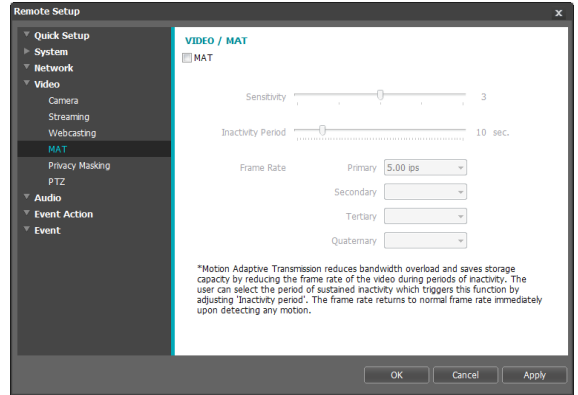 Remote Setup
x
Quick Setup
System
Network
Video
Camera
Streaming
Webcasting
MAT
Privacy Masking
PTZ
Audio
Event Action
Event
VIDEO / MAT
MAT
Sensitivity 3
Inactivity Period 10 sec.
Frame Rate Primary 5.00 ips
Secondary
Tertiary
Quaternary
*Motion Adaptive Transmission reduces bandwidth overload and saves storage
capacity by reducing the frame rate of the video during periods of inactivity. The
user can select the period of sustained inactivity which triggers this function by
adjusting 'Inactivity period'. The frame rate returns to normal frame rate immediately
upon detecting any motion.
OK Cancel Apply